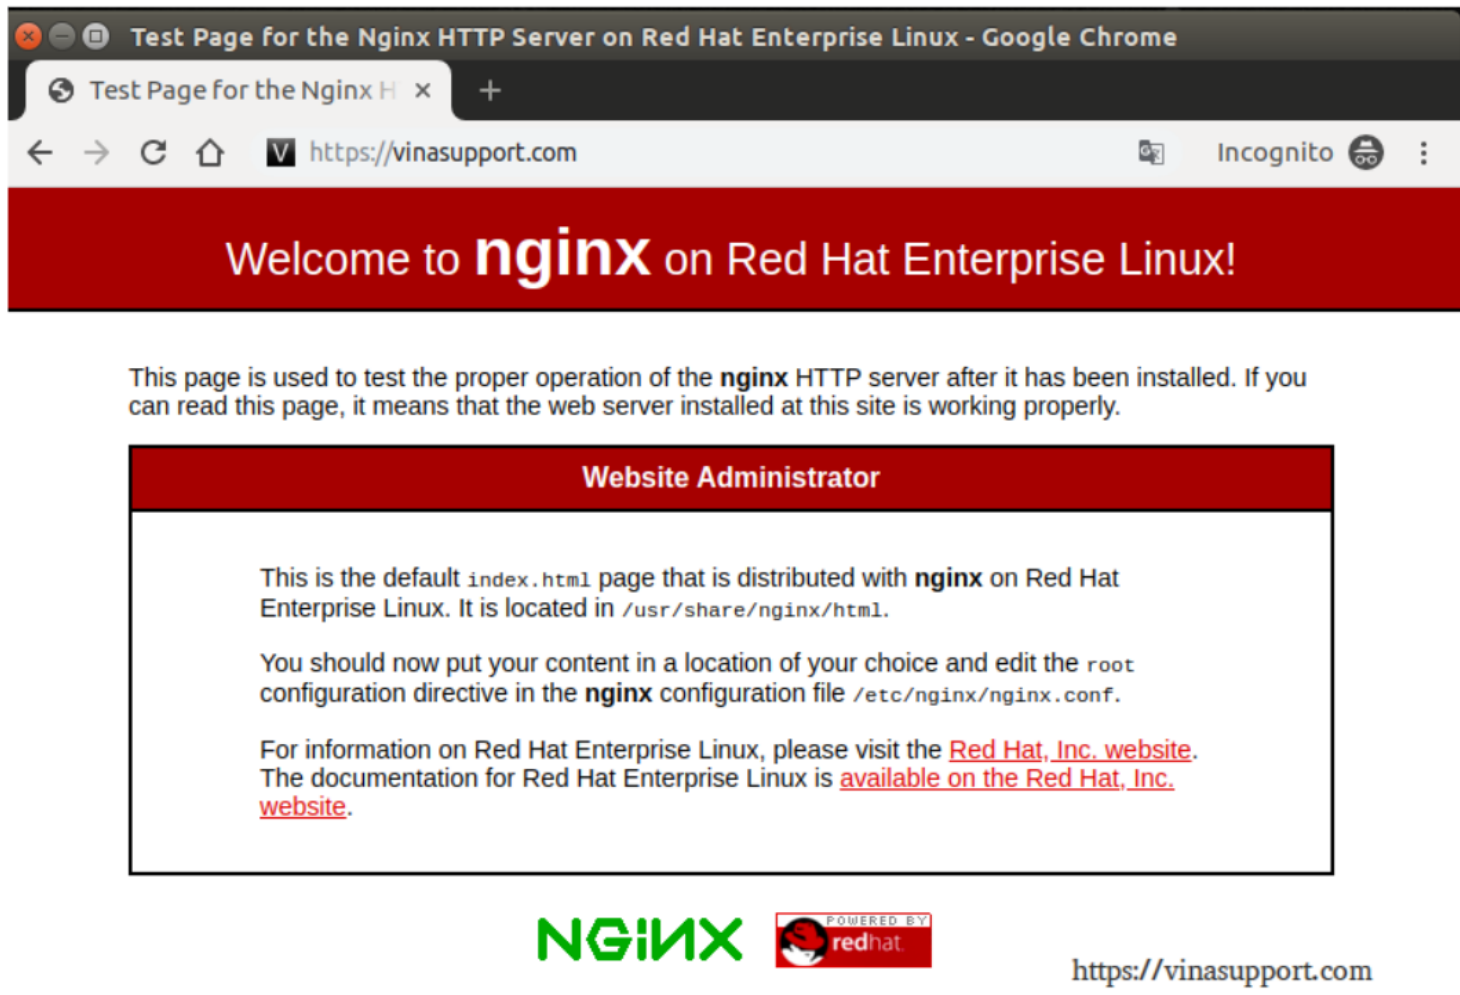 Test Page for the Nginx HTTP Server on Red Hat Enterprise Linux - Google Chrome
Test Page for the Nginx H
https://vinasupport.com
Incognito
Welcome to nginx on Red Hat Enterprise Linux!
This page is used to test the proper operation of the nginx HTTP server after it has been installed. If you
can read this page, it means that the web server installed at this site is working properly.
Website Administrator
This is the default index.html page that is distributed with nginx on Red Hat
Enterprise Linux. It is located in /usr/share/nginx/html.
You should now put your content in a location of your choice and edit the root
configuration directive in the nginx configuration file /etc/nginx/nginx.conf.
For information on Red Hat Enterprise Linux, please visit the Red Hat, Inc. website.
The documentation for Red Hat Enterprise Linux is available on the Red Hat, Inc.
website.
NGiNX
POWERED BY
redhat.
https://vinasupport.com